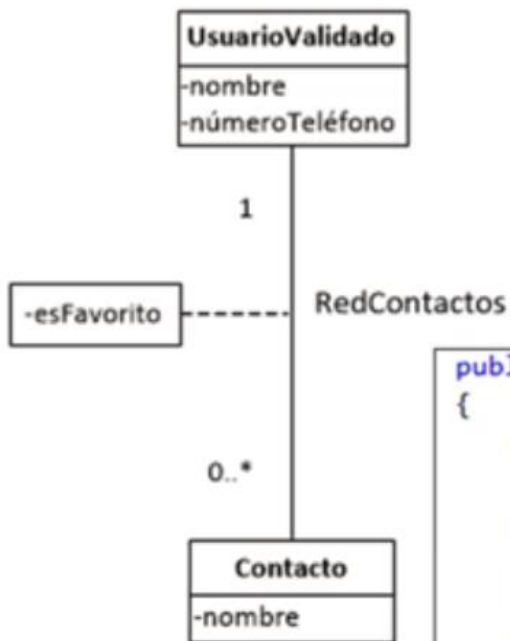 UsuarioValidado
-nombre
-númeroTeléfono
1
-esFavorito
RedContactos
{
0..*
Contacto
-nombre